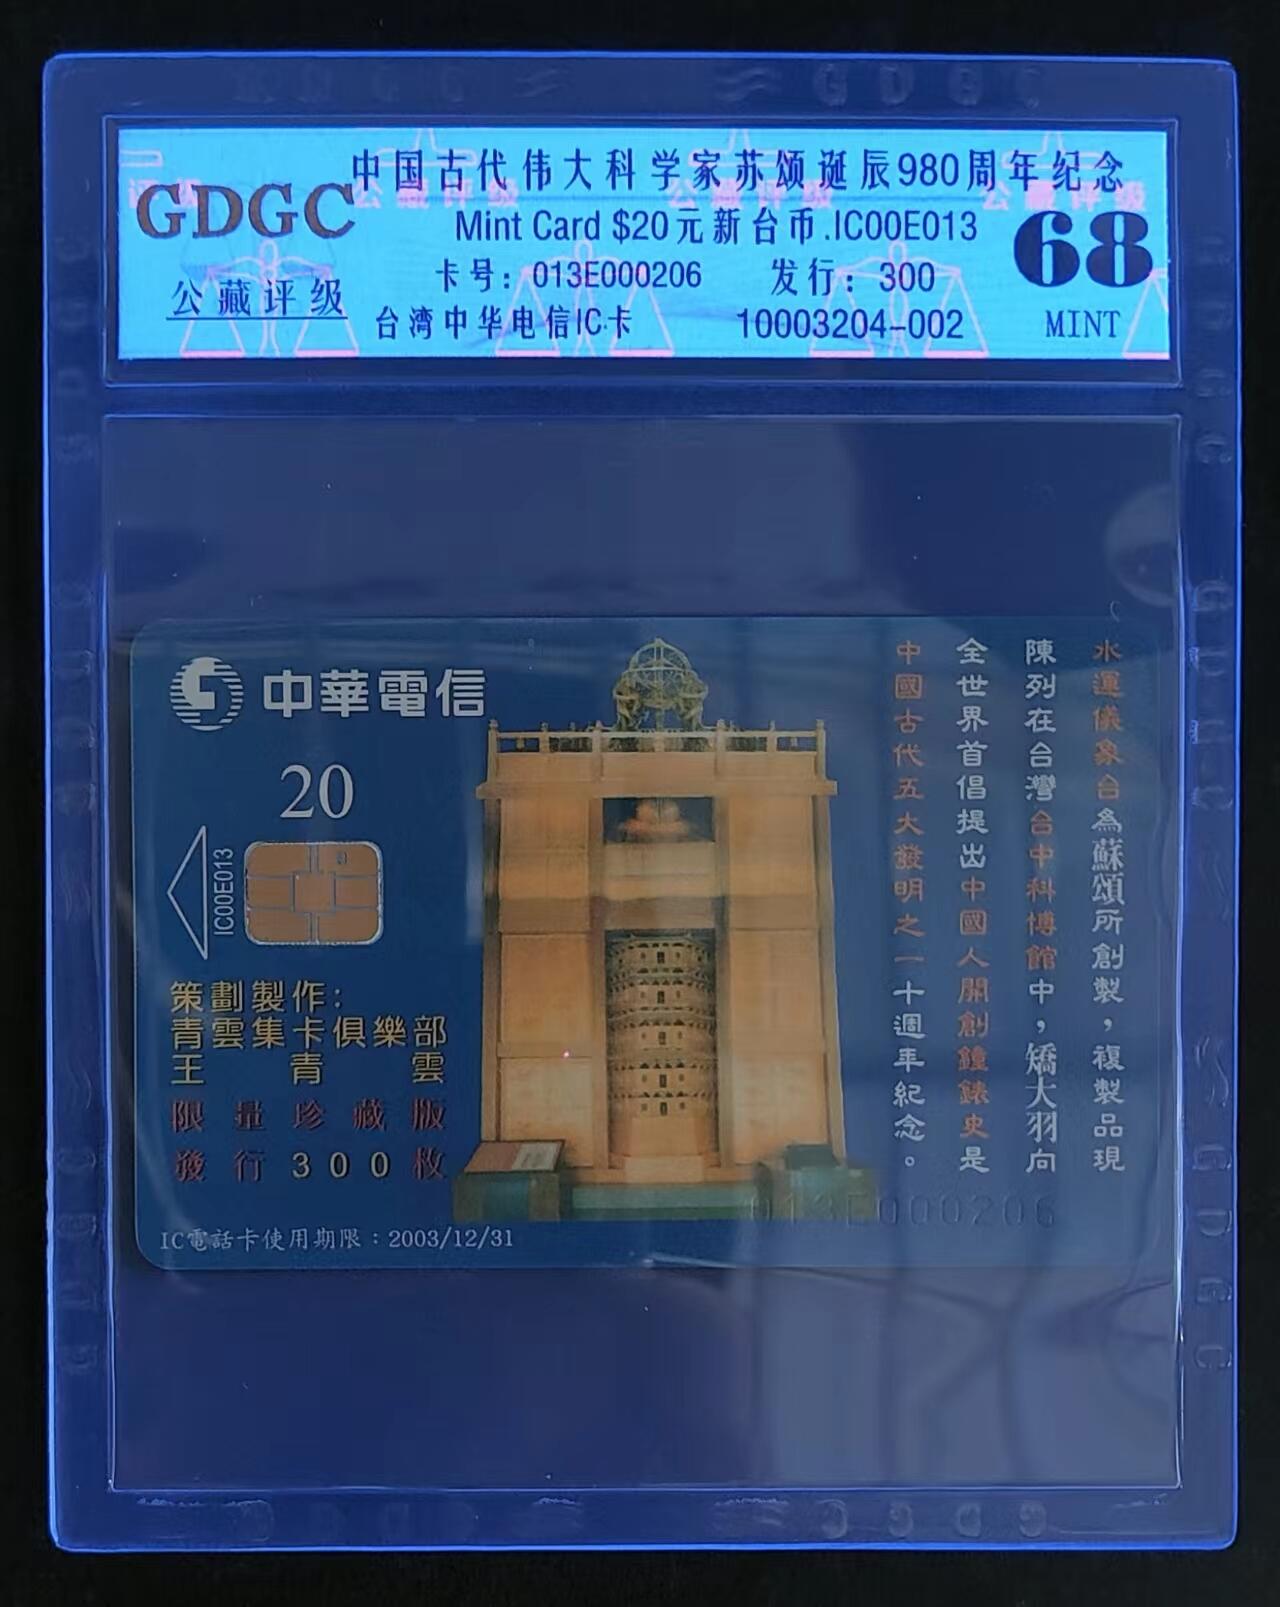 中国古代伟大科学家苏颂诞辰980周年纪念
GDGC
Mint Card $20元新台币.IC00E013
68
卡号：013E000206 发行：300
公藏评级
台湾中华电信IC卡 10003204-002 MINT
中華電信
20
IC00E013
策劃製作：
青雲集卡俱樂部
王青雲
限量珍藏版
發行300枚
IC電話卡使用期限：2003/12/31
水運儀象台為蘇頌所創製，複製品現
陳列在台灣台中科博館中，矯大羽向
全世界首倡提出中國人開創鐘錶史是
中國古代五大發明之一十週年紀念。
013E000206